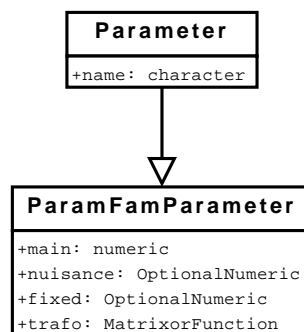 Parameter
+name: character
ParamFamParameter
+main: numeric
+nuisance: OptionalNumeric
+fixed: OptionalNumeric
+trafo: MatrixorFunction